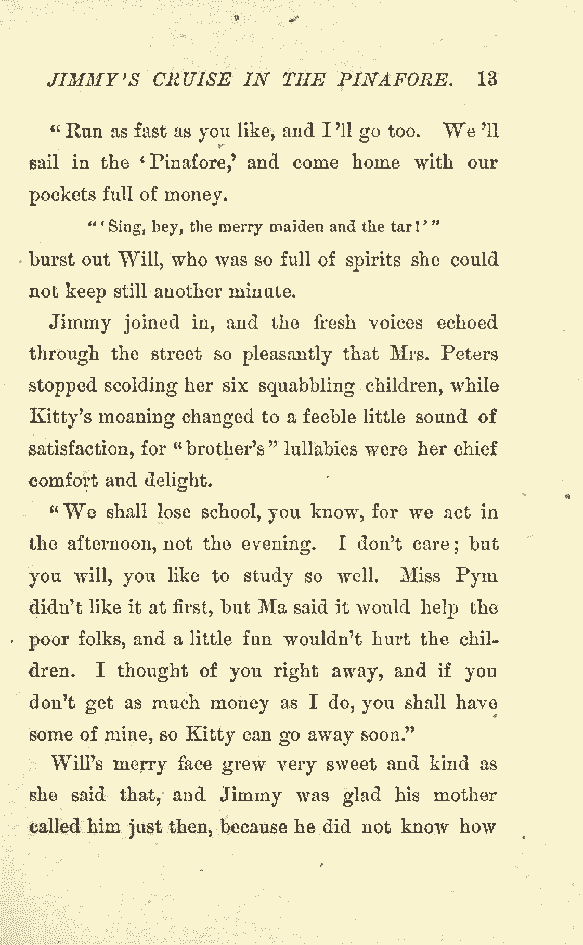 JIMMY'S CRUISE IN THE PINAFORE. 13
“Run as fast as you like, and I'll go too. We'll
sail in the ‘Pinafore,’ and come home with our
pockets full of money.
“‘Sing, hey, the merry maiden and the tar!’”
burst out Will, who was so full of spirits she could
not keep still another minute.
Jimmy joined in, and the fresh voices echoed
through the street so pleasantly that Mrs. Peters
stopped scolding her six squabbling children, while
Kitty's moaning changed to a feeble little sound of
satisfaction, for “brother's” lullabies were her chief
comfort and delight.
“We shall lose school, you know, for we act in
the afternoon, not the evening. I don't care; but
you will, you like to study so well. Miss Pym
didn't like it at first, but Ma said it would help the
poor folks, and a little fun wouldn't hurt the chil-
dren. I thought of you right away, and if you
don't get as much money as I do, you shall have
some of mine, so Kitty can go away soon.”
Will's merry face grew very sweet and kind as
she said that, and Jimmy was glad his mother
called him just then, because he did not know how